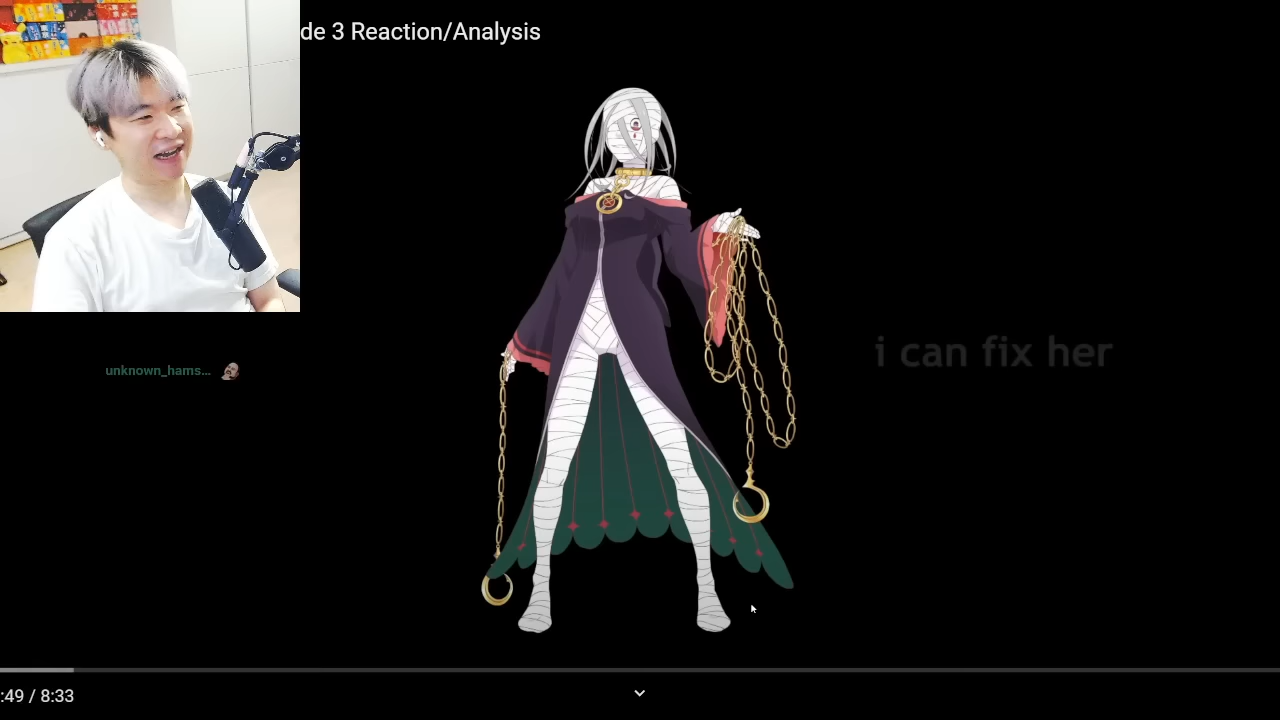 de 3 Reaction/Analysis
i can fix her
unknown_hams...
:49 / 8:33